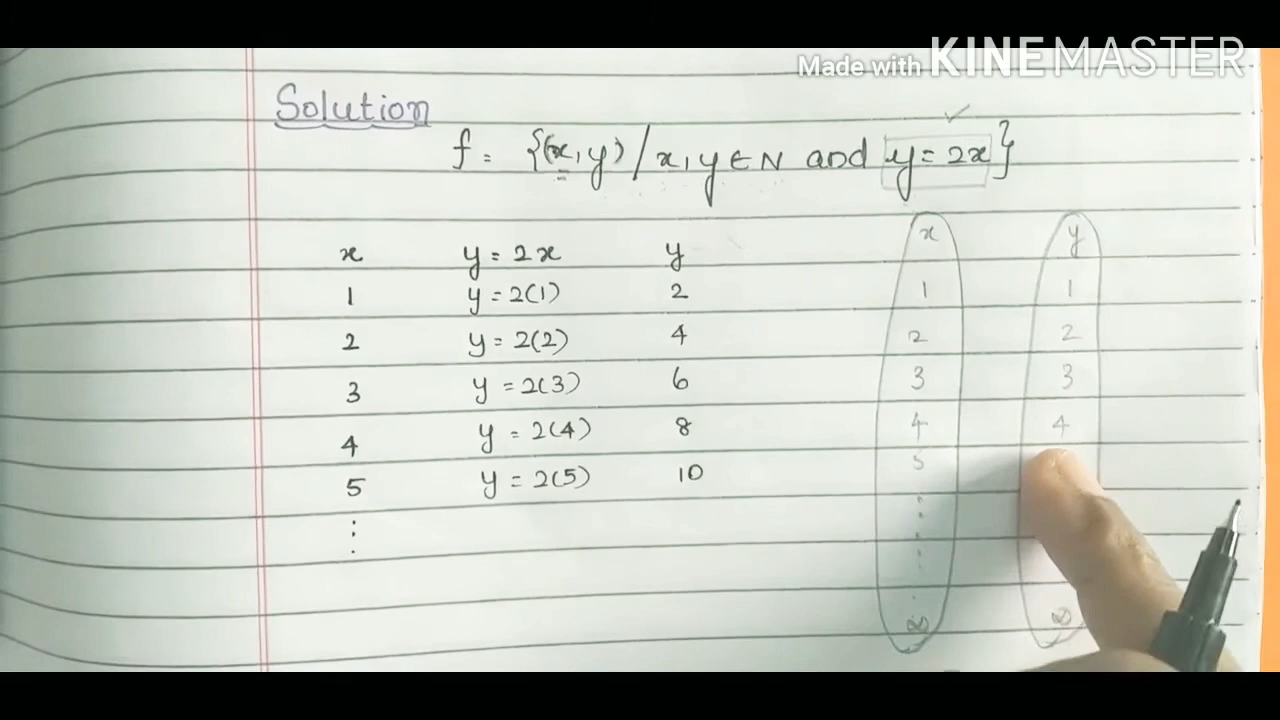 Made with KINEMASTER
Solution
f = {(x,y) / x,y ∈ N and y = 2x}
x y = 2x y x y
1 y = 2(1) 2 1 1
2 y = 2(2) 4 2 2
3 y = 2(3) 6 3 3
4 y = 2(4) 8 4 4
5 y = 2(5) 10 5
⋮ ⋮
∞ ∞